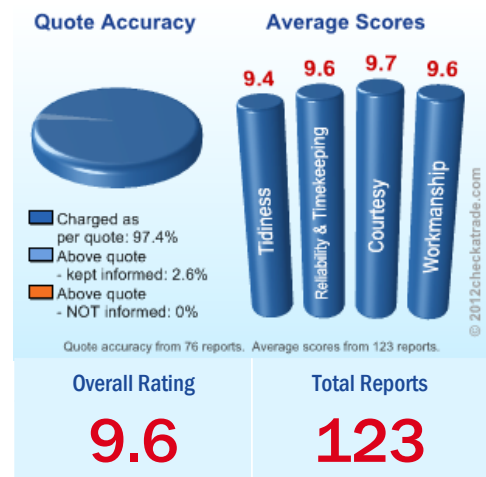 Quote Accuracy
Average Scores
9.4
9.6
9.7
9.6
Tidiness
Reliability & Timekeeping
Courtesy
Workmanship
Charged as
per quote: 97.4%
Above quote
- kept informed: 2.6%
Above quote
- NOT informed: 0%
© 2012checkatrade.com
Quote accuracy from 76 reports. Average scores from 123 reports.
Overall Rating
9.6
Total Reports
123